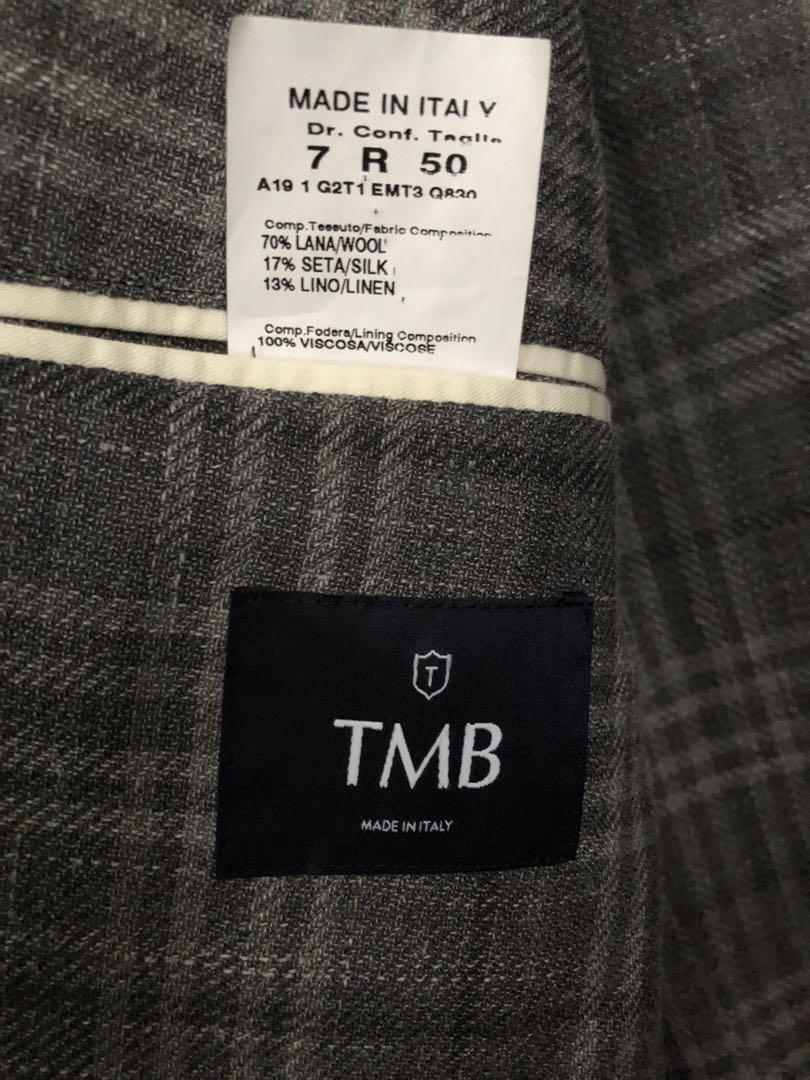 MADE IN ITALY
Dr. Conf. Taglia
7 R 50
A19 1 G2T1 EMT3 Q830
Comp.Tessuto/Fabric Composition
70% LANA/WOOL
17% SETA/SILK
13% LINO/LINEN
Comp.Fodera/Lining Composition
100% VISCOSA/VISCOSE
T
TMB
MADE IN ITALY